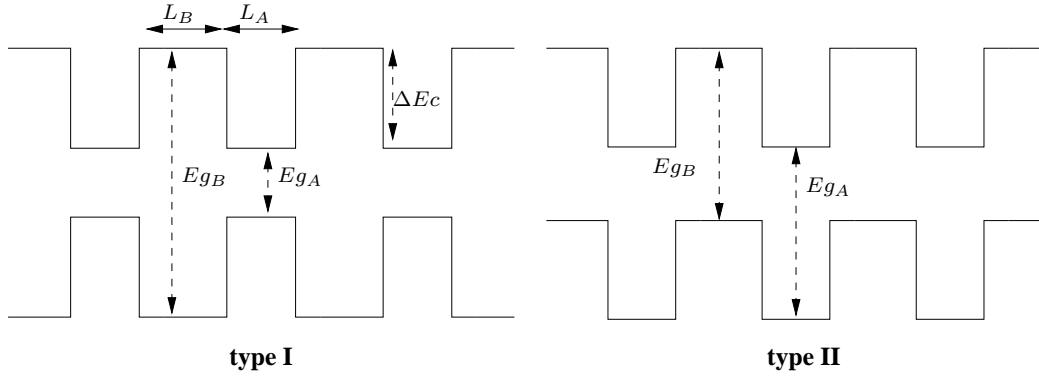 L_B L_A
ΔEc
Eg_B Eg_A
Eg_B
Eg_A
type I type II